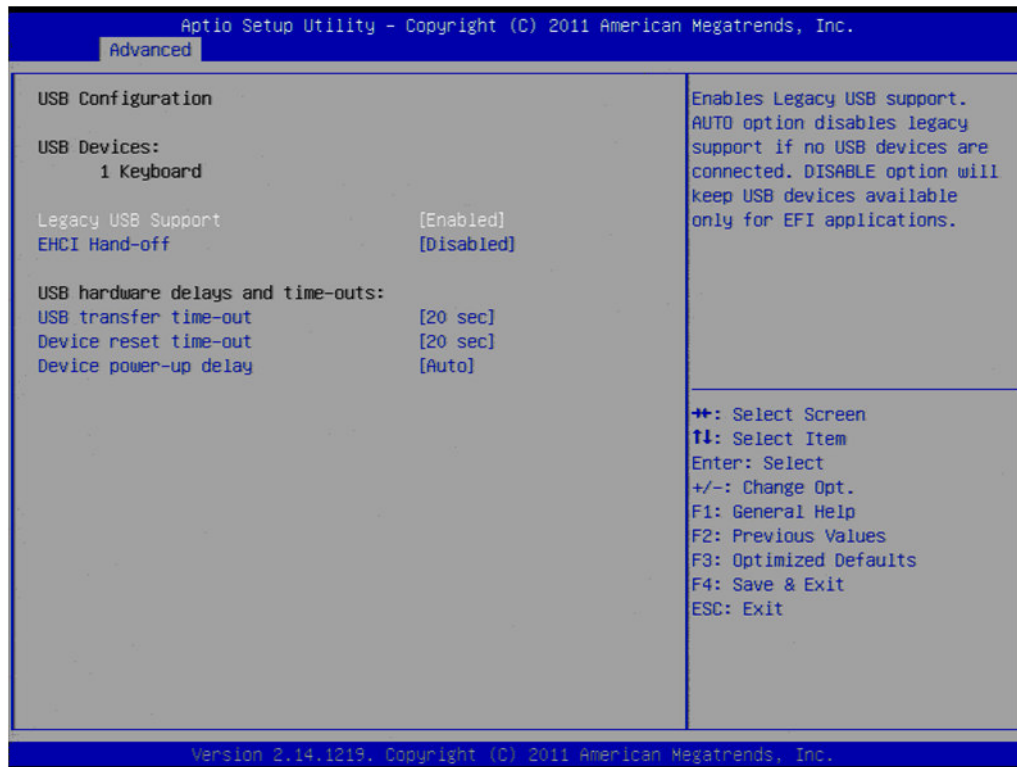 Aptio Setup Utility – Copyright (C) 2011 American Megatrends, Inc.
Advanced
USB Configuration
USB Devices:
1 Keyboard
Legacy USB Support [Enabled]
EHCI Hand-off [Disabled]
USB hardware delays and time-outs:
USB transfer time-out [20 sec]
Device reset time-out [20 sec]
Device power-up delay [Auto]
Enables Legacy USB support.
AUTO option disables legacy
support if no USB devices are
connected. DISABLE option will
keep USB devices available
only for EFI applications.
→←: Select Screen
↑↓: Select Item
Enter: Select
+/-: Change Opt.
F1: General Help
F2: Previous Values
F3: Optimized Defaults
F4: Save & Exit
ESC: Exit
Version 2.14.1219. Copyright (C) 2011 American Megatrends, Inc.